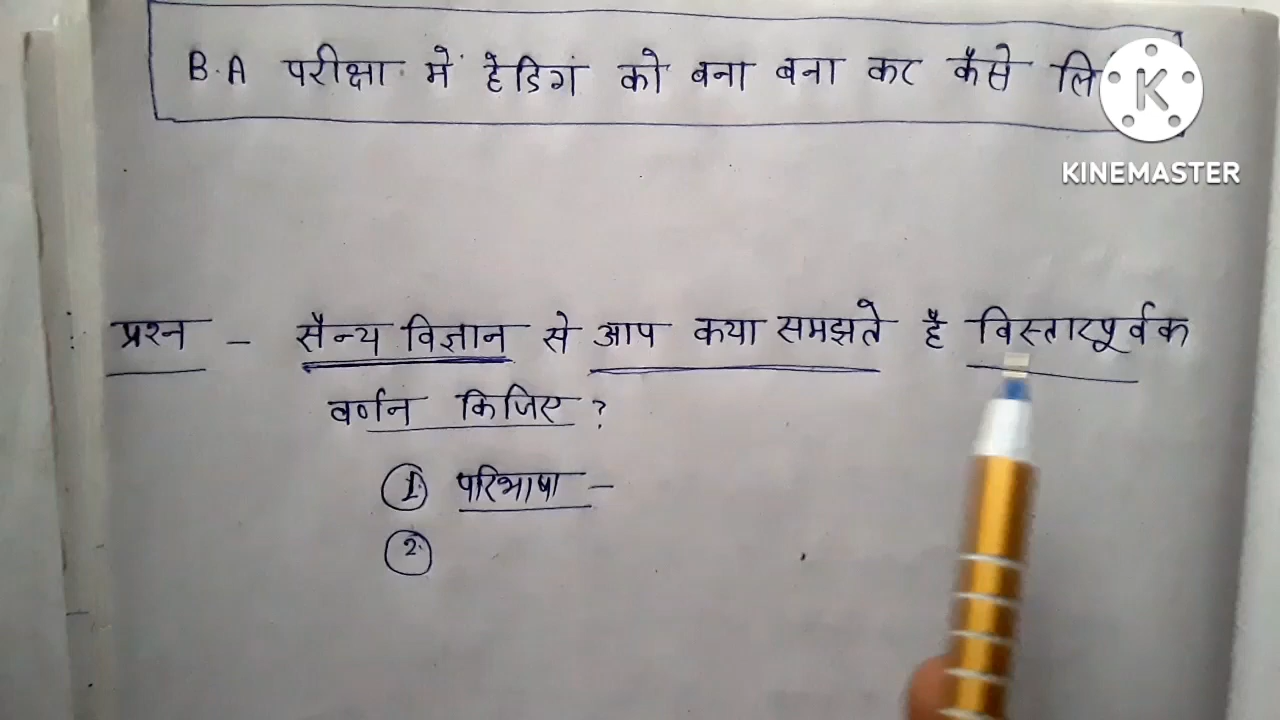 B.A परीक्षा में हेडिंग को बना बना कर कैसे
K
KINEMASTER
प्रश्न - सैन्य विज्ञान से आप क्या समझते है विस्तारपूर्वक
वर्णन किजिए ?
1. परिभाषा -
2.